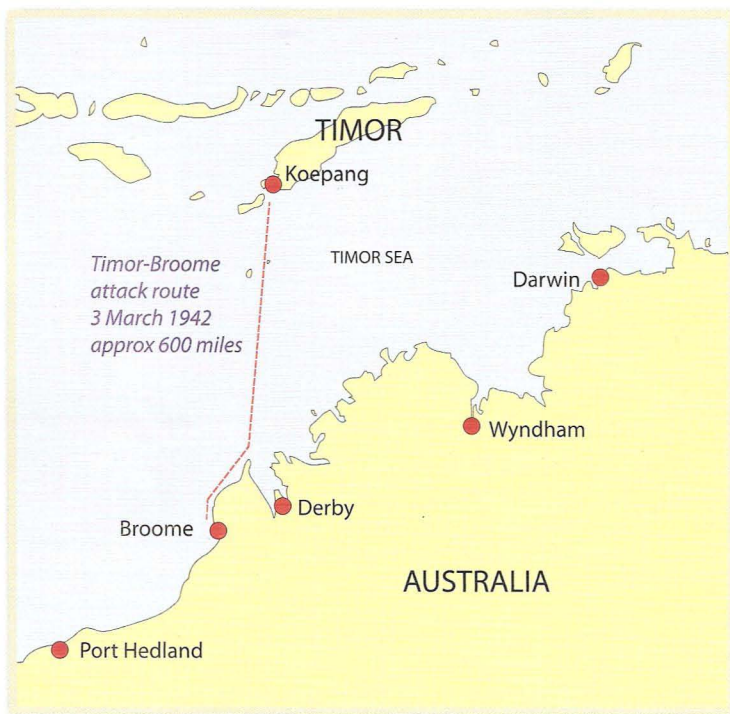 TIMOR
Koepang
TIMOR SEA
Timor-Broome
attack route
3 March 1942
approx 600 miles
Darwin
Wyndham
Derby
Broome
AUSTRALIA
Port Hedland